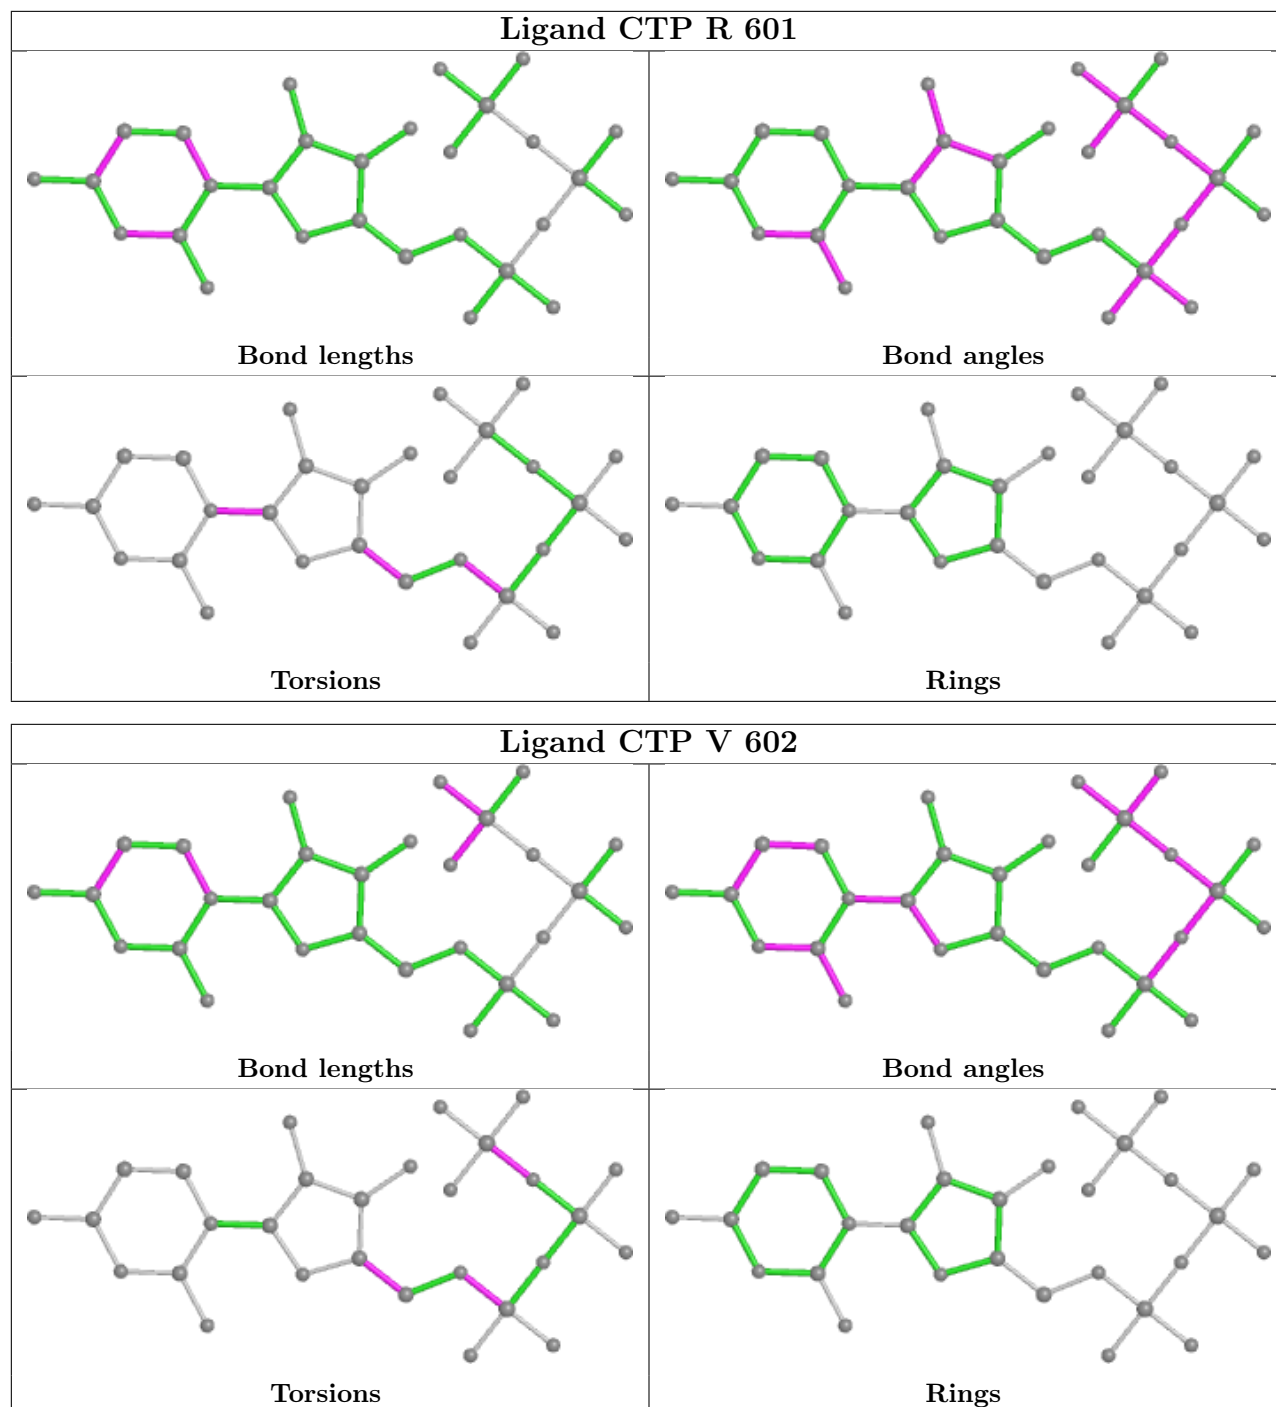 Ligand CTP R 601
Bond lengths
Bond angles
Torsions
Rings
Ligand CTP V 602
Bond lengths
Bond angles
Torsions
Rings